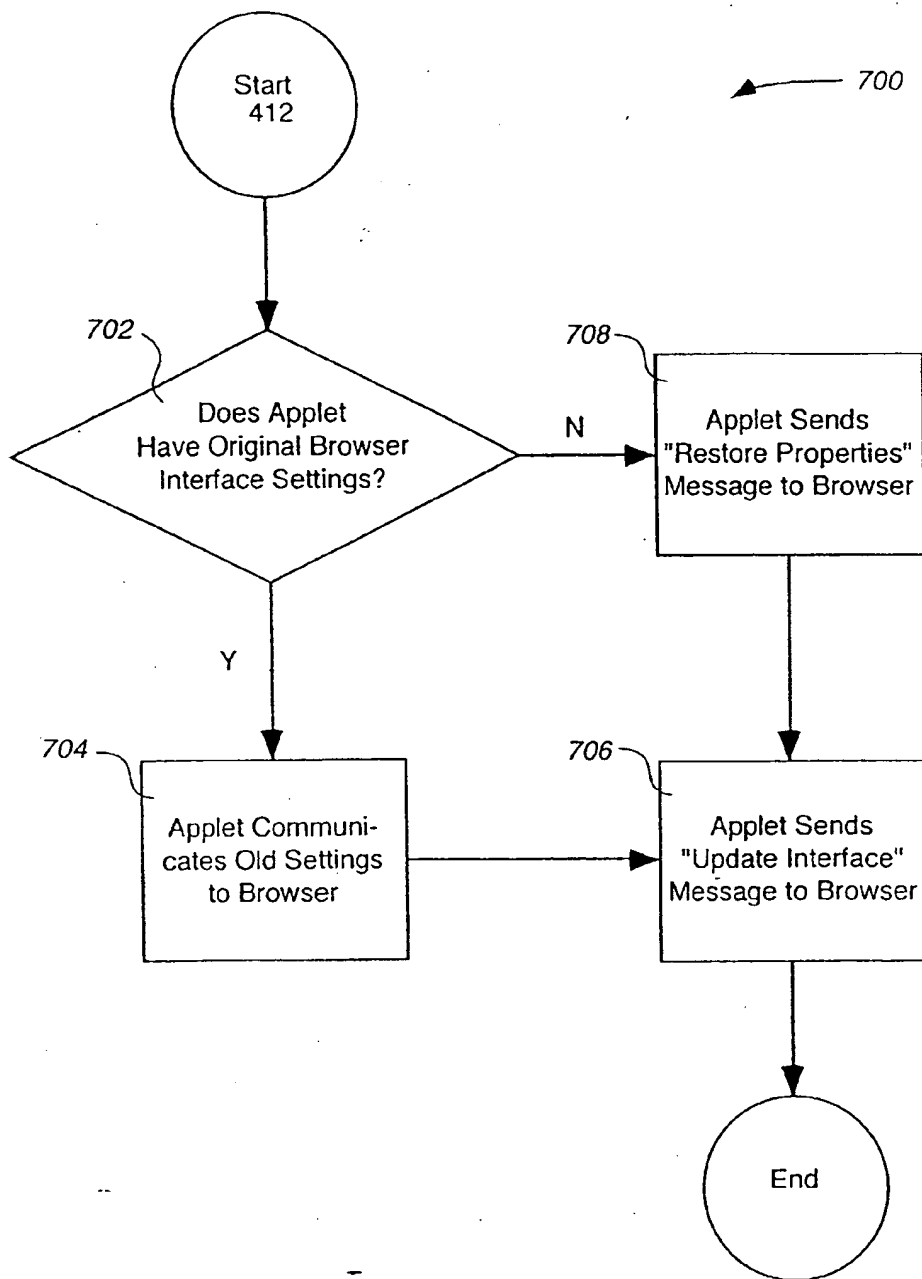 Start
412
700
702
Does Applet
Have Original Browser
Interface Settings?
N
708
Applet Sends
"Restore Properties"
Message to Browser
Y
704
Applet Communi-
cates Old Settings
to Browser
706
Applet Sends
"Update Interface"
Message to Browser
End